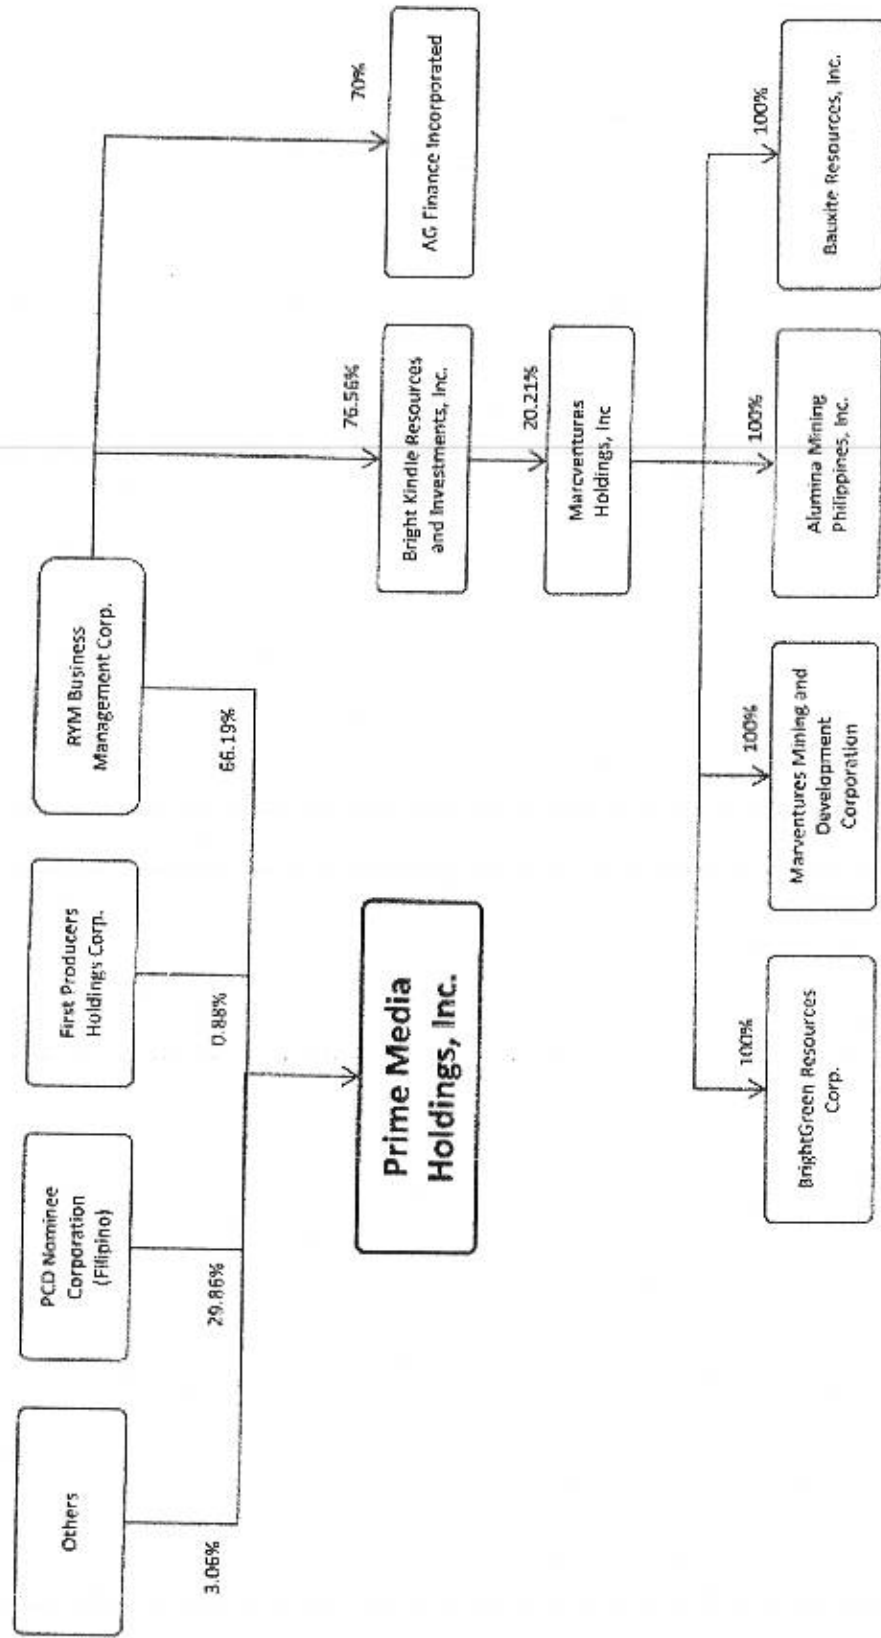 Others
PCD Nominee
Corporation
(Filipino)
First Producers
Holdings Corp.
RYM Business
Management Corp.
3.06%
29.86%
0.88%
66.19%
Prime Media
Holdings, Inc.
76.56%
70%
Bright Kindle Resources
and Investments, Inc.
AG Finance Incorporated
20.21%
Marcventures
Holdings, Inc
100%
100%
100%
100%
BrightGreen Resources
Corp.
Marventures Mining and
Development
Corporation
Alumina Mining
Philippines, Inc.
Bauxite Resources, Inc.